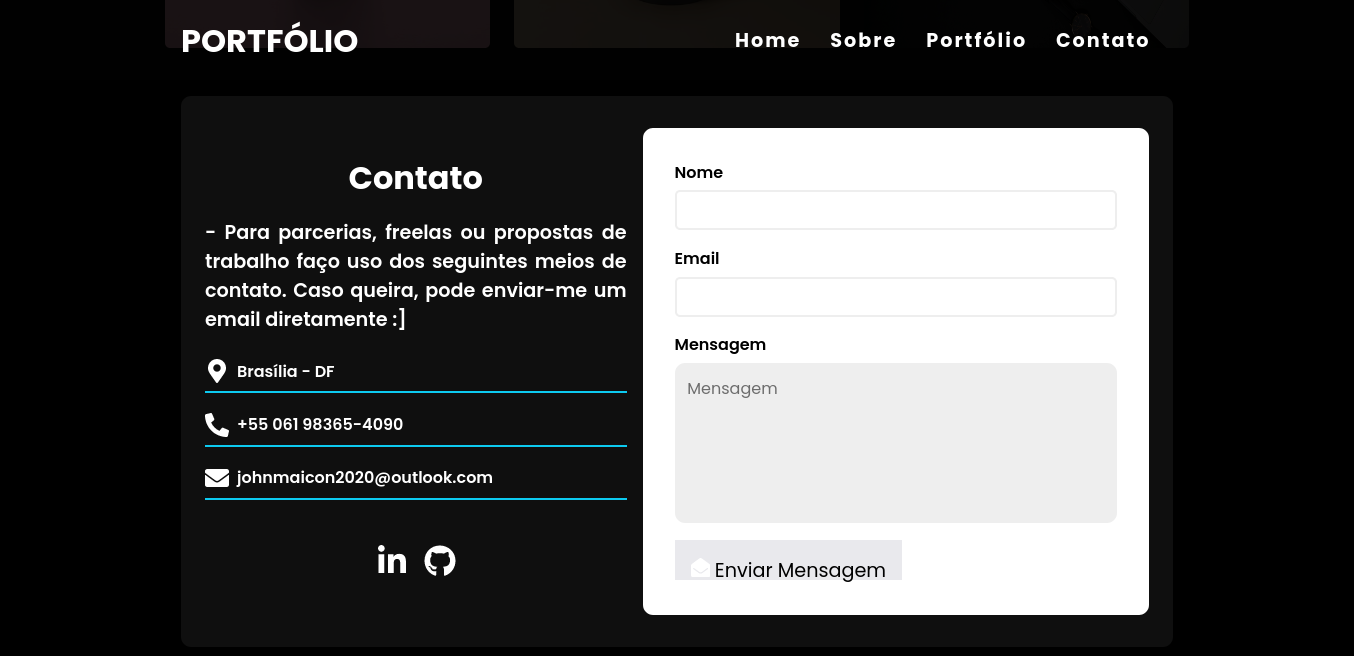 PORTFÓLIO
Home Sobre Portfólio Contato
Contato
- Para parcerias, freelas ou propostas de
trabalho faço uso dos seguintes meios de
contato. Caso queira, pode enviar-me um
email diretamente :]
Brasília - DF
+55 061 98365-4090
johnmaicon2020@outlook.com
in
Nome
Email
Mensagem
Mensagem
Enviar Mensagem